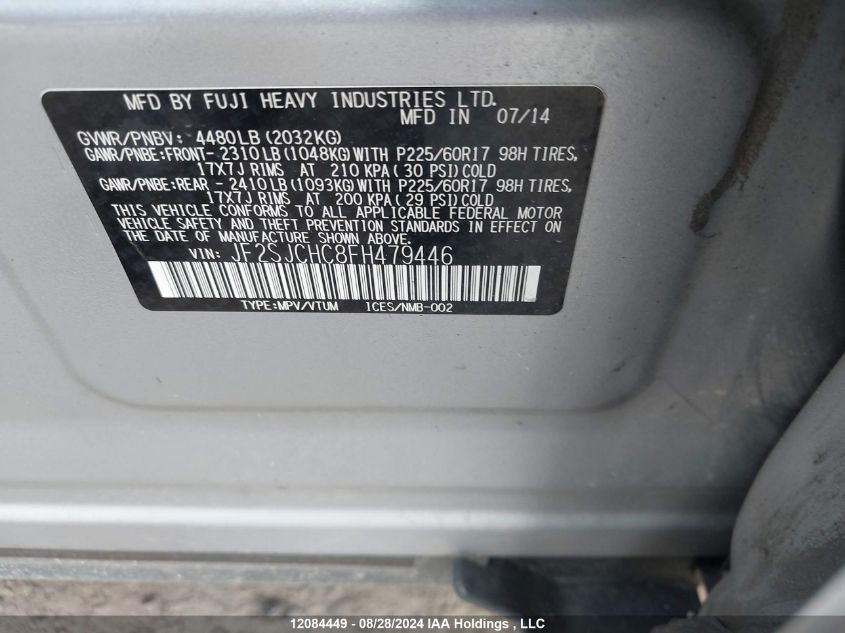 MFD BY FUJI HEAVY INDUSTRIES LTD.
MFD IN 07/14
GVWR/PNBV: 4480LB(2032KG)
GAWR/PNBE:FRONT- 2310LB(1048KG)WITH P225/60R17 98H TIRES,
17X7J RIMS AT 210 KPA(30 PSI)COLD
GAWR/PNBE:REAR - 2410LB(1093KG)WITH P225/60R17 98H TIRES,
17X7J RIMS AT 200 KPA(29 PSI)COLD
THIS VEHICLE CONFORMS TO ALL APPLICABLE FEDERAL MOTOR
VEHICLE SAFETY AND THEFT PREVENTION STANDARDS IN EFFECT ON
THE DATE OF MANUFACTURE SHOWN ABOVE.
VIN: JF2SJCHC8FH479446
TYPE:MPV/VTUM ICES/NMB-002
12084449 - 08/28/2024 IAA Holdings , LLC